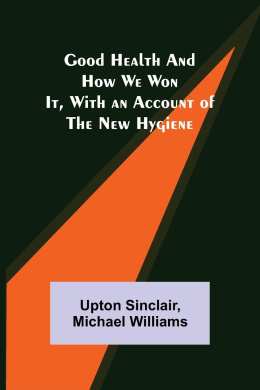 Good Health And
How We Won
It, With an Account of
The New Hygiene
Upton Sinclair,
Michael Williams